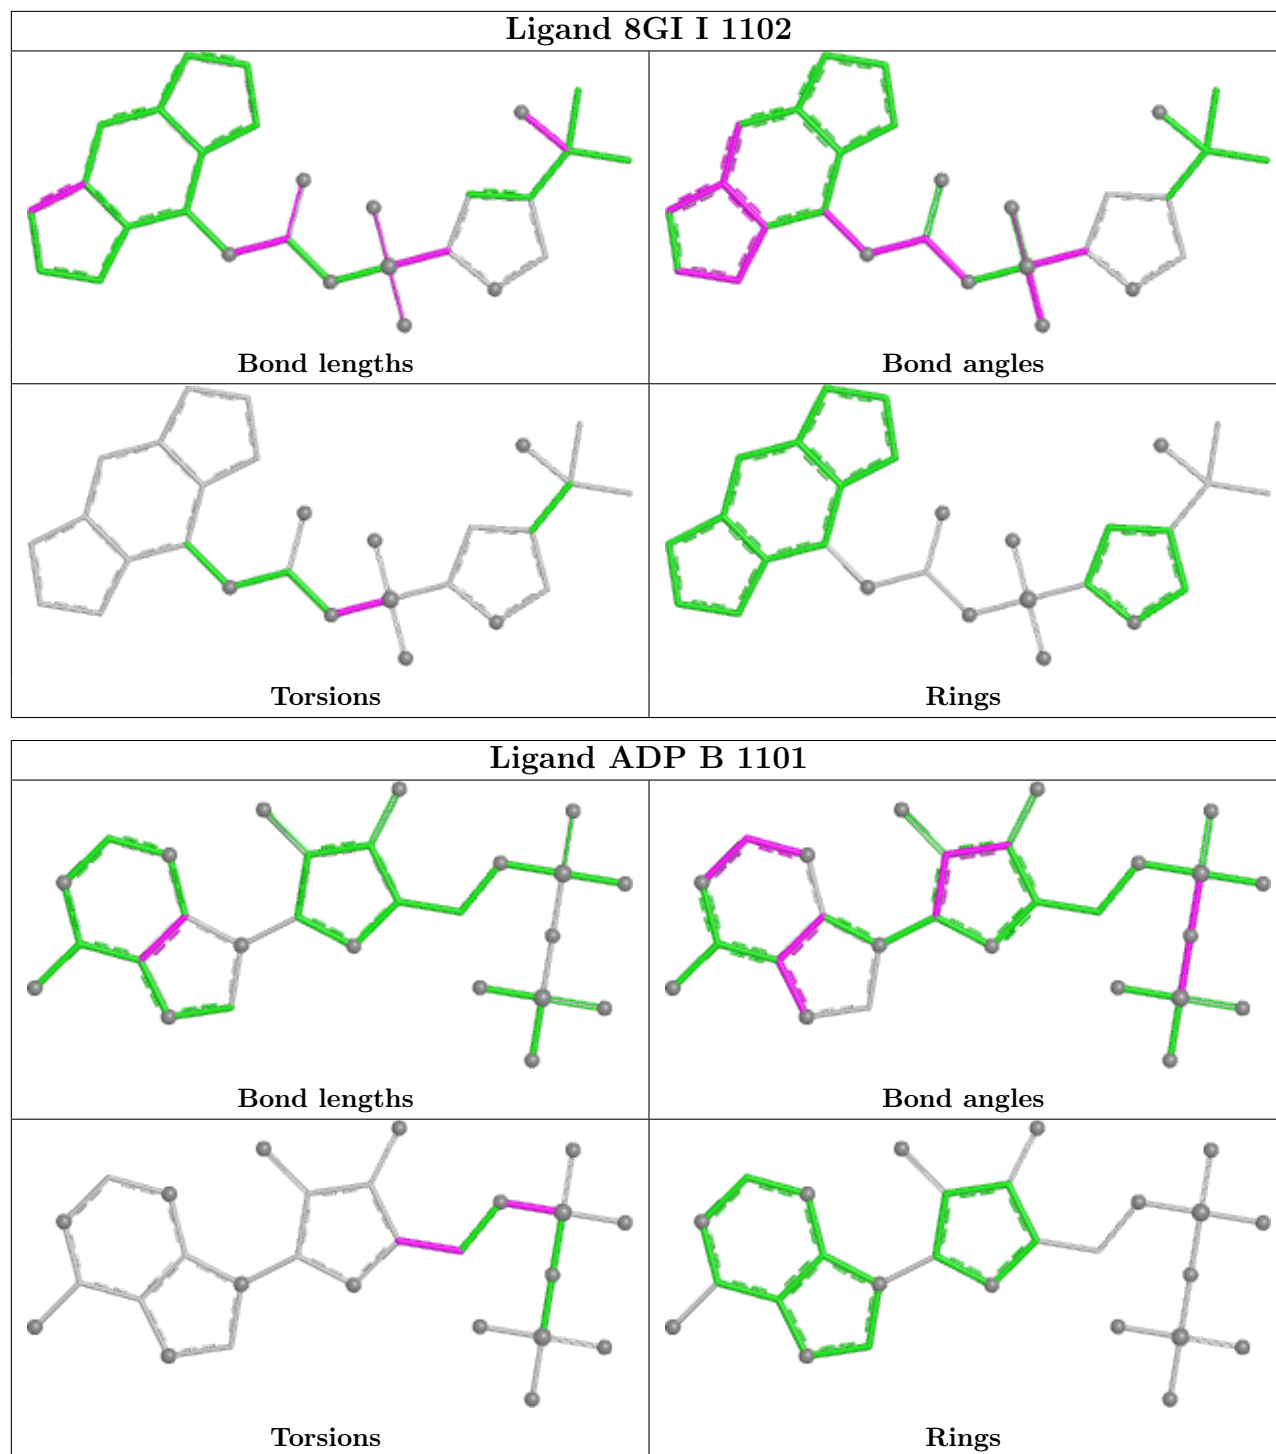 Ligand 8GI I 1102
Bond lengths
Bond angles
Torsions
Rings
Ligand ADP B 1101
Bond lengths
Bond angles
Torsions
Rings